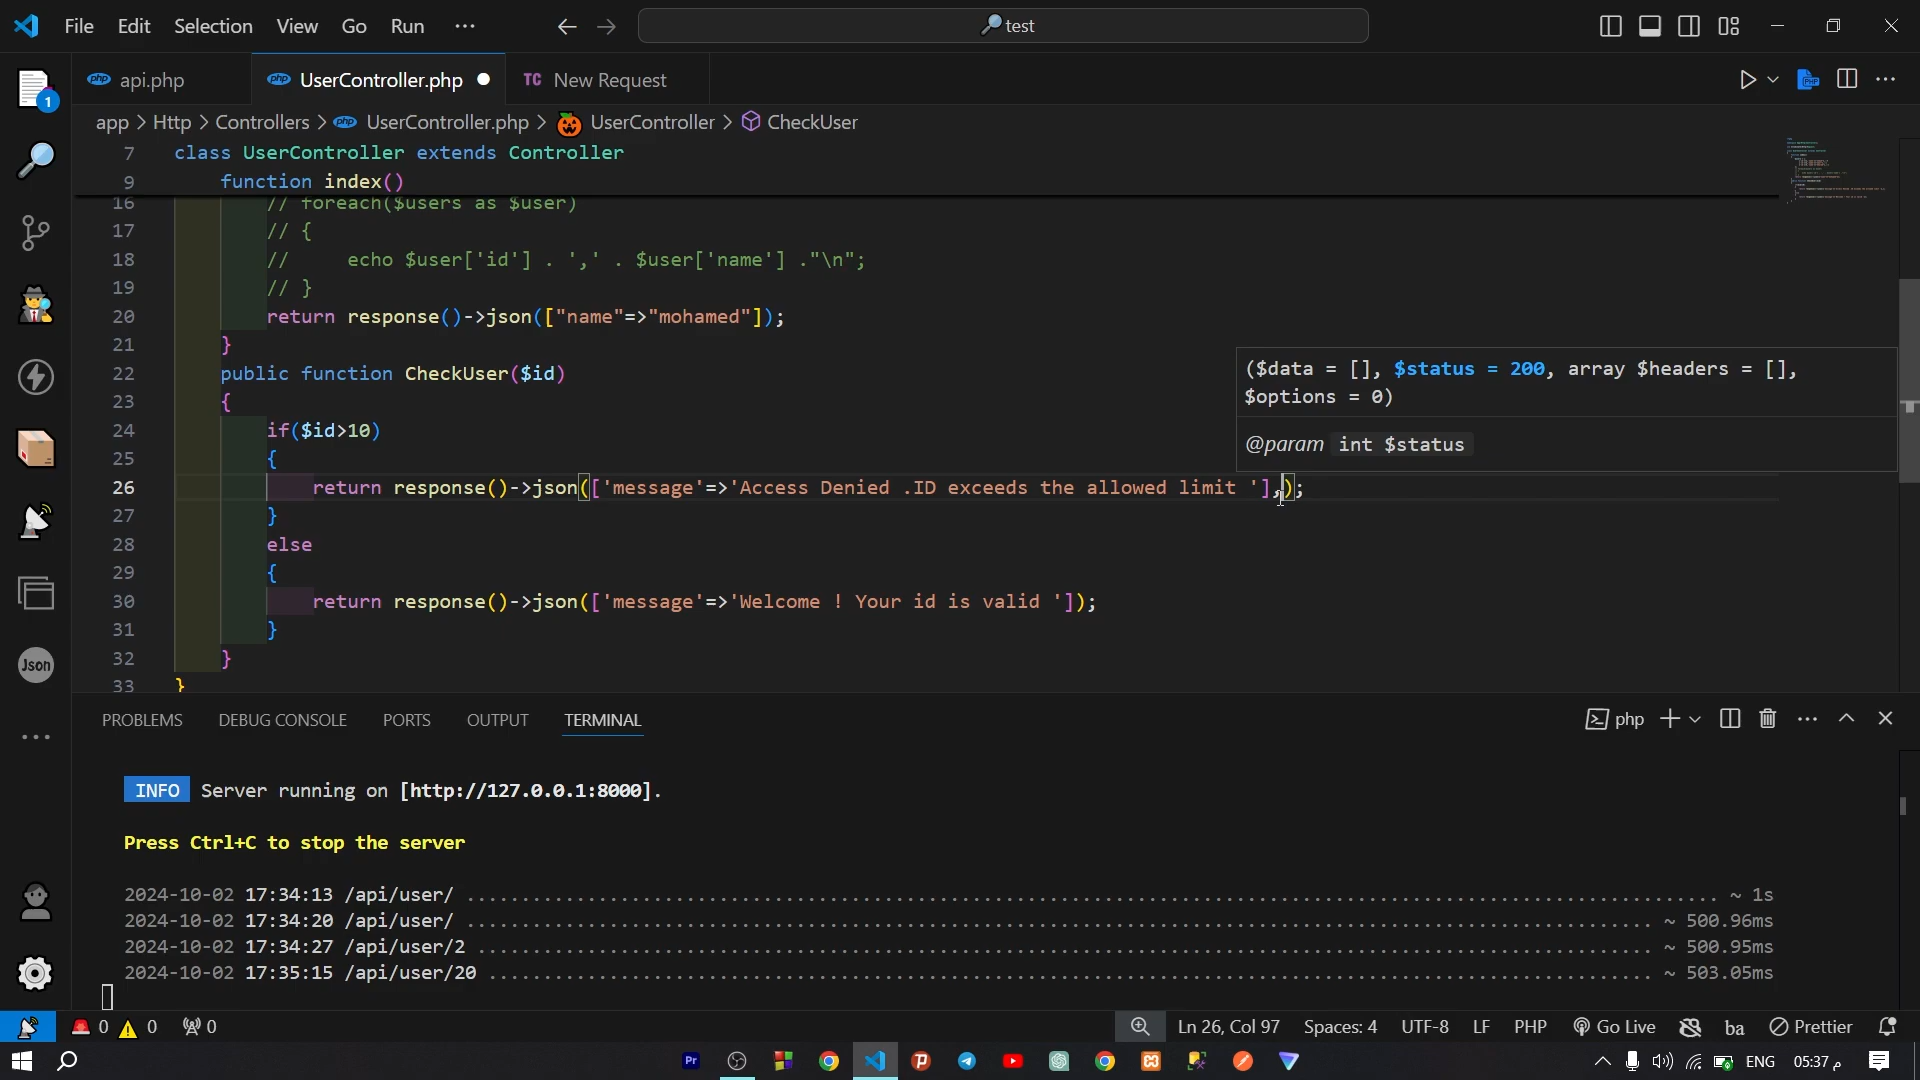 File Edit Selection View Go Run ··· test
1
php api.php php UserController.php TC New Request
app > Http > Controllers > php UserController.php > UserController > CheckUser
7 class UserController extends Controller
9 function index()
16 // foreach($users as $user)
17 // {
18 // echo $user['id'] . ',' . $user['name'] ."\n";
19 // }
20 return response()->json(["name"=>"mohamed"]);
21 }
22 public function CheckUser($id)
23 {
24 if($id>10)
25 {
26 return response()->json(['message'=>'Access Denied .ID exceeds the allowed limit '],);
27 }
28 else
29 {
30 return response()->json(['message'=>'Welcome ! Your id is valid ']);
31 }
32 }
33 }
($data = [], $status = 200, array $headers = [],
$options = 0)
@param int $status
Json
PROBLEMS DEBUG CONSOLE PORTS OUTPUT TERMINAL php
INFO Server running on [http://127.0.0.1:8000].
Press Ctrl+C to stop the server
2024-10-02 17:34:13 /api/user/ ........ ~ 1s
2024-10-02 17:34:20 /api/user/ ........ ~ 500.96ms
2024-10-02 17:34:27 /api/user/2 ........ ~ 500.95ms
2024-10-02 17:35:15 /api/user/20 ........ ~ 503.05ms
0 0 0 Ln 26, Col 97 Spaces: 4 UTF-8 LF PHP Go Live ba Prettier
Pr ENG 05:37 م